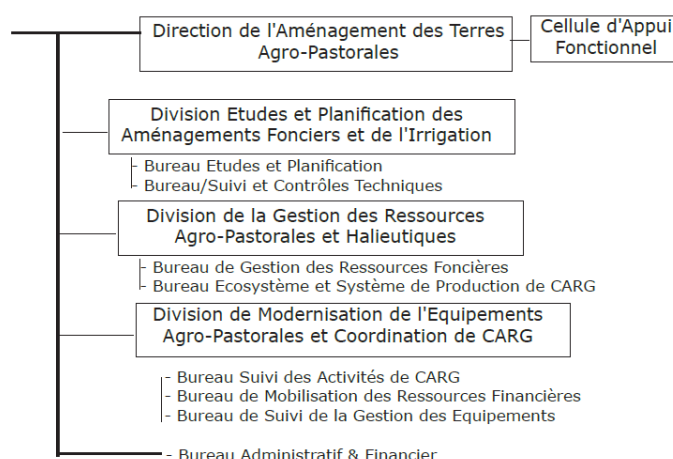 Direction de l'Aménagement des Terres
Agro-Pastorales
Cellule d'Appui
Fonctionnel
Division Etudes et Planification des
Aménagements Fonciers et de l'Irrigation
- Bureau Etudes et Planification
- Bureau/Suivi et Contrôles Techniques
Division de la Gestion des Ressources
Agro-Pastorales et Halieutiques
- Bureau de Gestion des Ressources Foncières
- Bureau Ecosystème et Système de Production de CARG
Division de Modernisation de l'Equipements
Agro-Pastorales et Coordination de CARG
- Bureau Suivi des Activités de CARG
- Bureau de Mobilisation des Ressources Financières
- Bureau de Suivi de la Gestion des Equipements
- Bureau Administratif & Financier